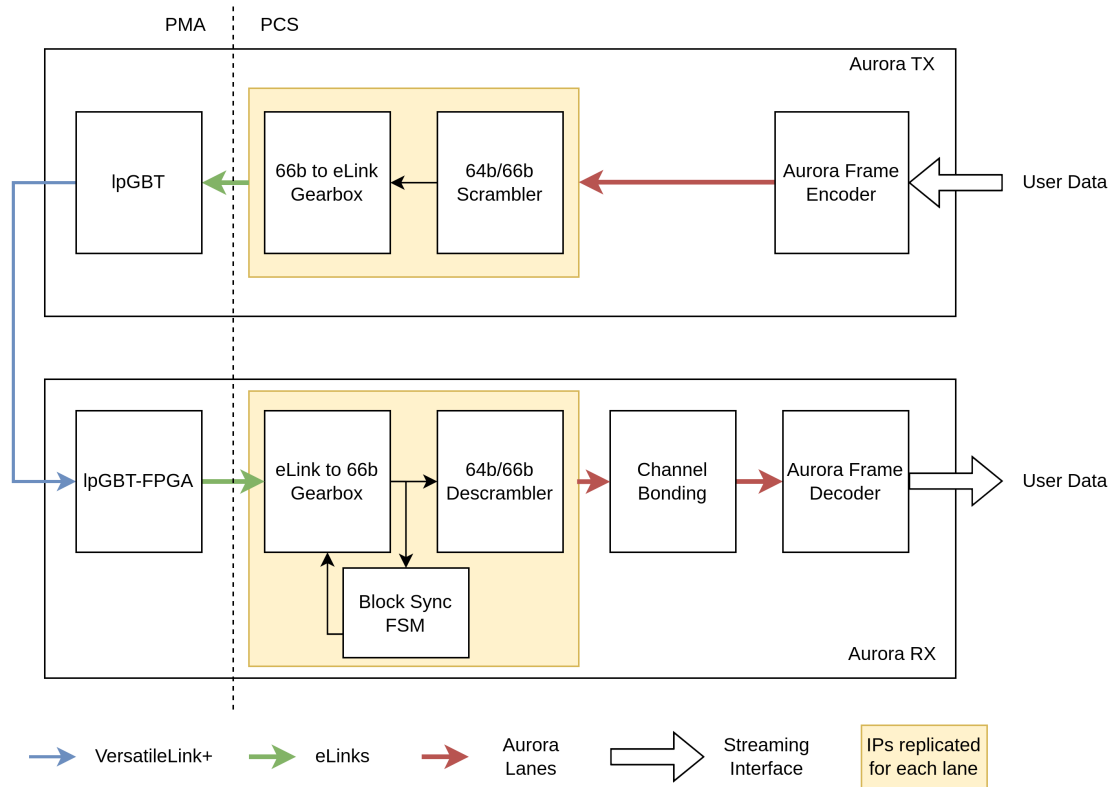 PMA
PCS
Aurora TX
lpGBT
66b to eLink
Gearbox
64b/66b
Scrambler
Aurora Frame
Encoder
User Data
lpGBT-FPGA
eLink to 66b
Gearbox
64b/66b
Descrambler
Channel
Bonding
Aurora Frame
Decoder
User Data
Block Sync
FSM
Aurora RX
VersatileLink+
eLinks
Aurora
Lanes
Streaming
Interface
IPs replicated
for each lane